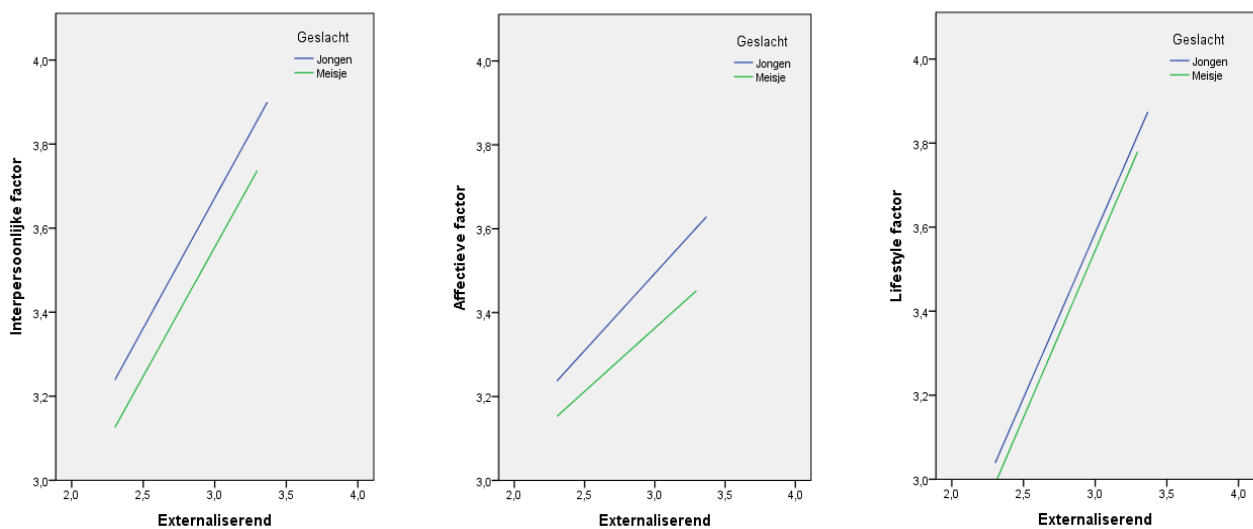 Geslacht
Jongen
Meisje
4,0
3,8
3,6
3,4
3,2
3,0
Interpersoonlijke factor
2,0 2,5 3,0 3,5 4,0
Externaliserend
Geslacht
Jongen
Meisje
4,0
3,8
3,6
3,4
3,2
3,0
Affectieve factor
2,0 2,5 3,0 3,5 4,0
Externaliserend
Geslacht
Jongen
Meisje
4,0
3,8
3,6
3,4
3,2
3,0
Lifestyle factor
2,0 2,5 3,0 3,5 4,0
Externaliserend